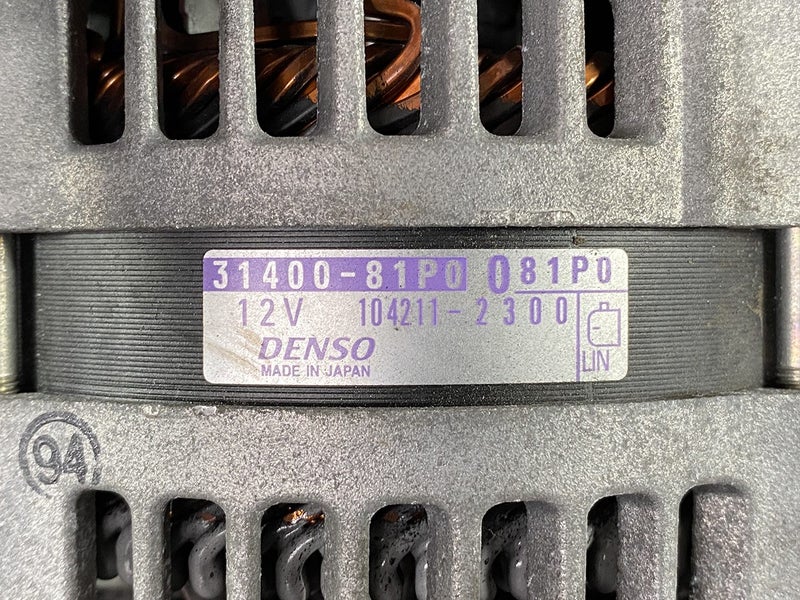 31400-81P0 0 81P0
12V 104211-2300
DENSO
MADE IN JAPAN
LIN
94